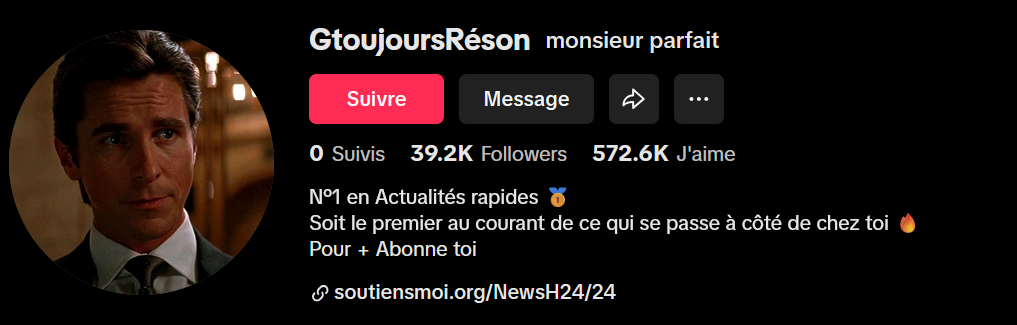 GtoujoursRéson monsieur parfait
Suivre Message
0 Suivis 39.2K Followers 572.6K J'aime
N°1 en Actualités rapides 🏅
Soit le premier au courant de ce qui se passe à côté de chez toi 🔥
Pour + Abonne toi
soutiensmoi.org/NewsH24/24